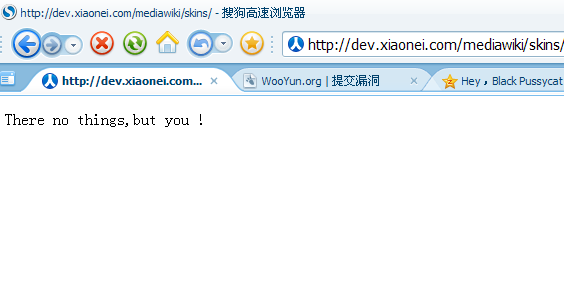 http://dev.xiaonei.com/mediawiki/skins/ - 搜狗高速浏览器
http://dev.xiaonei.com/mediawiki/skins/
http://dev.xiaonei.com... WooYun.org | 提交漏洞 Hey，Black Pussycat
There no things,but you !